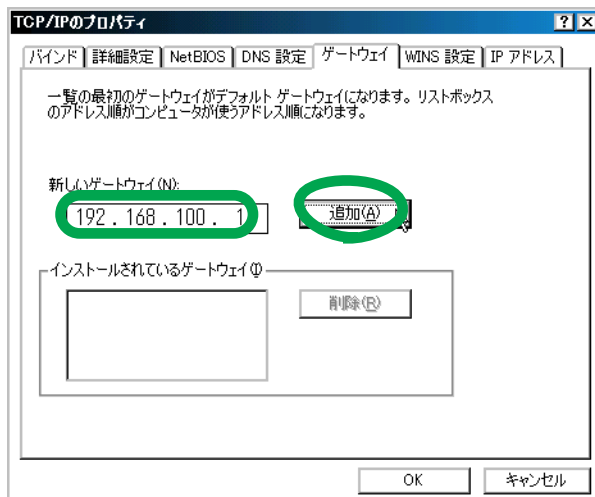 TCP/IPのプロパティ
バインド 詳細設定 NetBIOS DNS 設定 ゲートウェイ WINS 設定 IP アドレス
一覧の最初のゲートウェイがデフォルト ゲートウェイになります。リストボックス
のアドレス順がコンピュータが使うアドレス順になります。
新しいゲートウェイ(N):
192 . 168 . 100 . 1 追加(A)
インストールされているゲートウェイ(I)
削除(R)
OK キャンセル